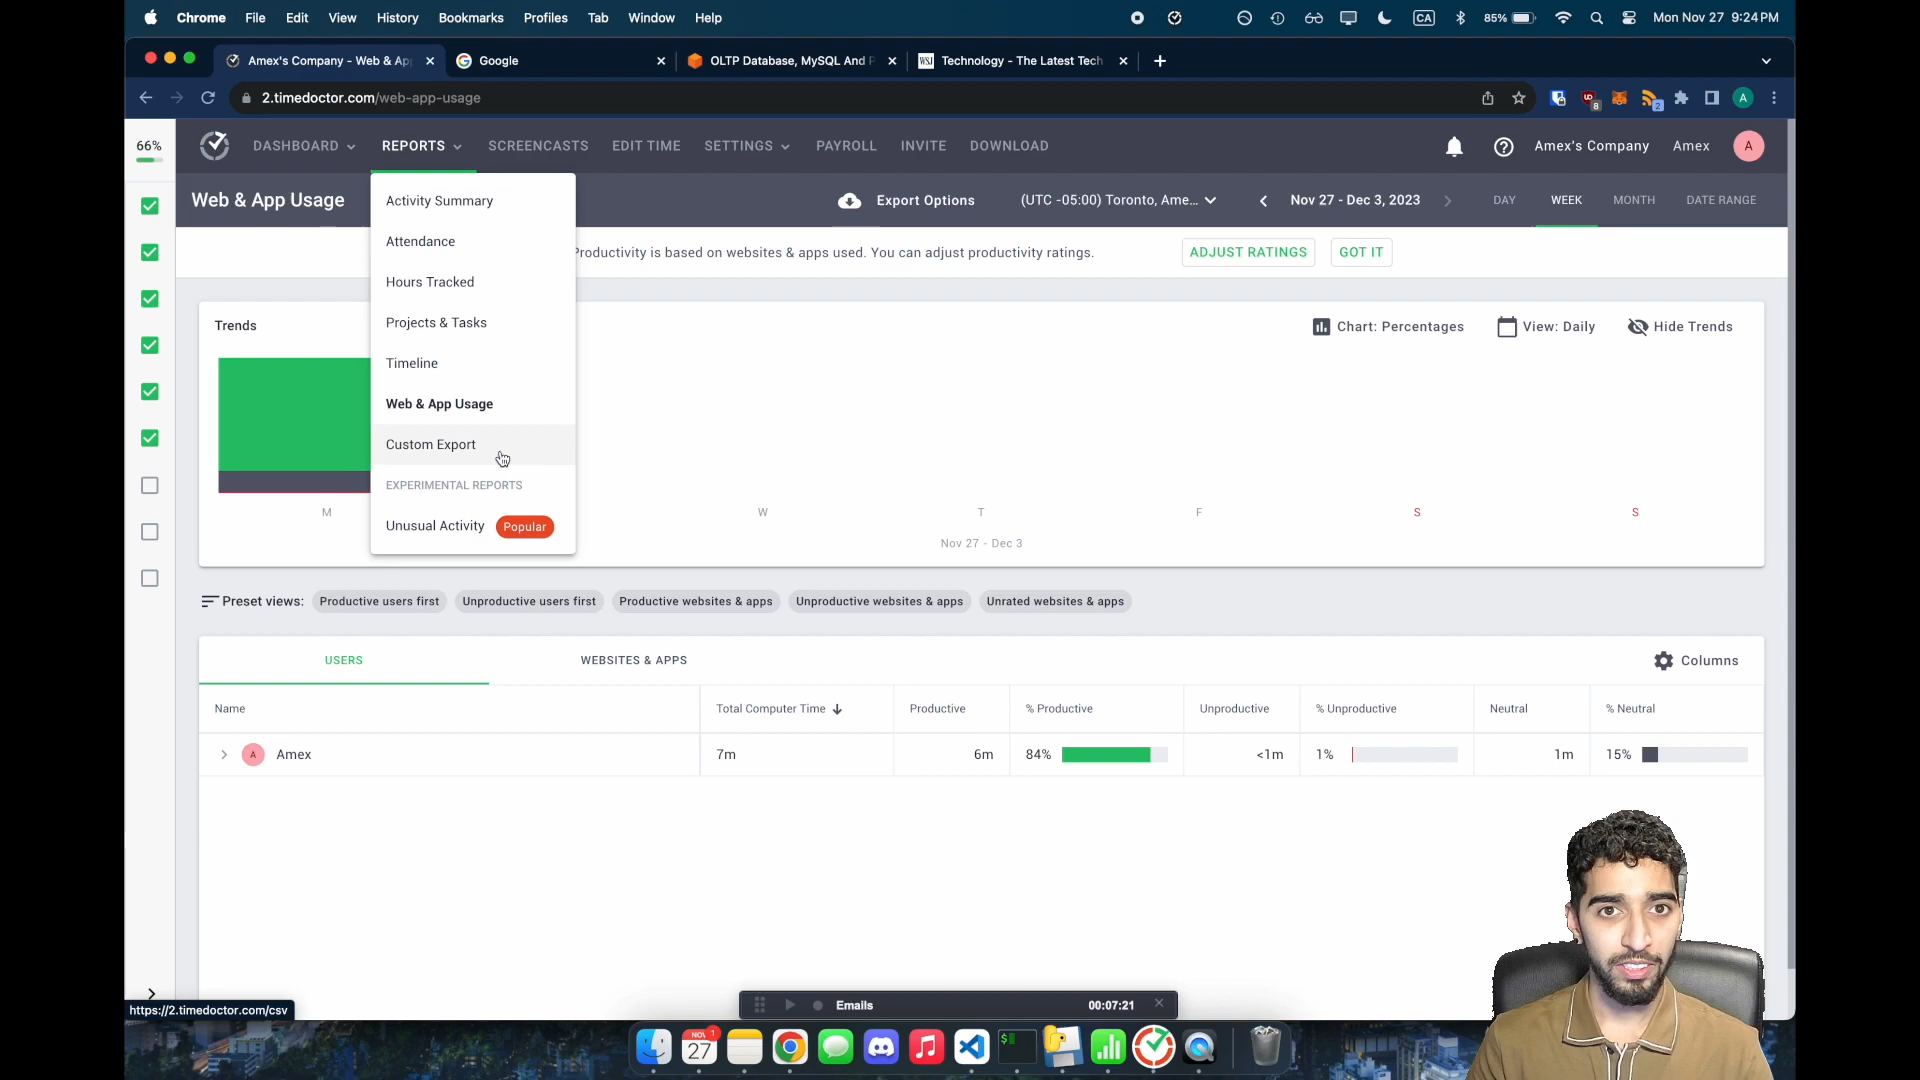 Chrome File Edit View History Bookmarks Profiles Tab Window Help
CA 85% Mon Nov 27 9:24 PM
Amex's Company - Web & Ap
Google
OLTP Database, MySQL And P
WSJ Technology - The Latest Tech
2.timedoctor.com/web-app-usage
UD 8 2 A
66%
DASHBOARD REPORTS SCREENCASTS EDIT TIME SETTINGS PAYROLL INVITE DOWNLOAD
Amex's Company Amex A
Web & App Usage
Export Options (UTC -05:00) Toronto, Ame... Nov 27 - Dec 3, 2023 DAY WEEK MONTH DATE RANGE
Activity Summary
Attendance
Hours Tracked
Projects & Tasks
Timeline
Web & App Usage
Custom Export
EXPERIMENTAL REPORTS
Unusual Activity Popular
Productivity is based on websites & apps used. You can adjust productivity ratings. ADJUST RATINGS GOT IT
Trends
Chart: Percentages View: Daily Hide Trends
M W T F S S
Nov 27 - Dec 3
Preset views: Productive users first Unproductive users first Productive websites & apps Unproductive websites & apps Unrated websites & apps
USERS WEBSITES & APPS Columns
Name Total Computer Time Productive % Productive Unproductive % Unproductive Neutral % Neutral
A Amex 7m 6m 84% <1m 1% 1m 15%
https://2.timedoctor.com/csv
Emails 00:07:21
NOV 1
27
$